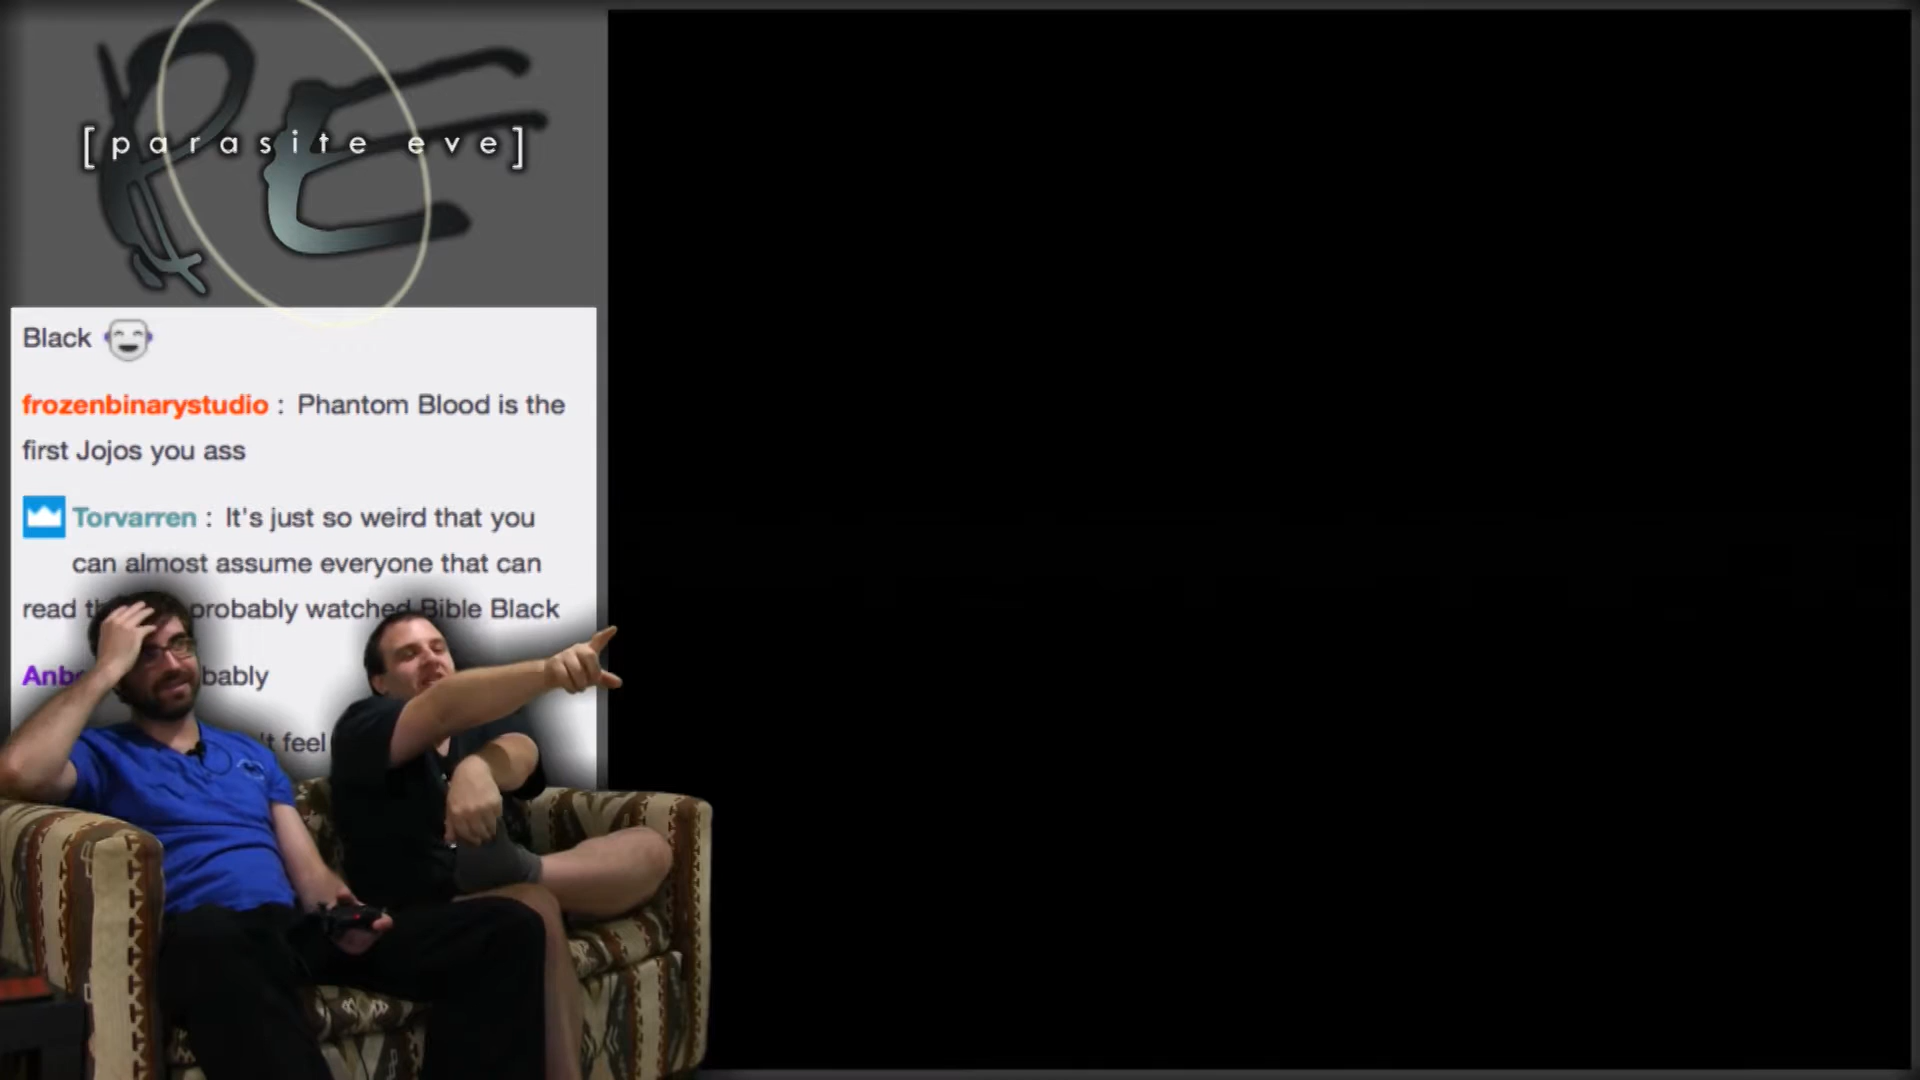 [parasite eve]
Black
frozenbinarystudio : Phantom Blood is the
first Jojos you ass
Torvarren : It's just so weird that you
can almost assume everyone that can
read probably watched Bible Black
bably
't feel